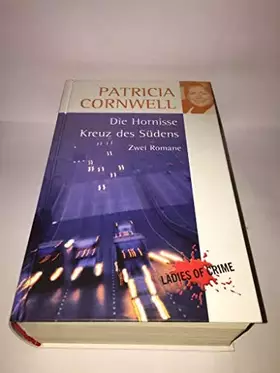 PATRICIA
CORNWELL
Die Hornisse
Kreuz des Südens
Zwei Romane
LADIES OF CRIME